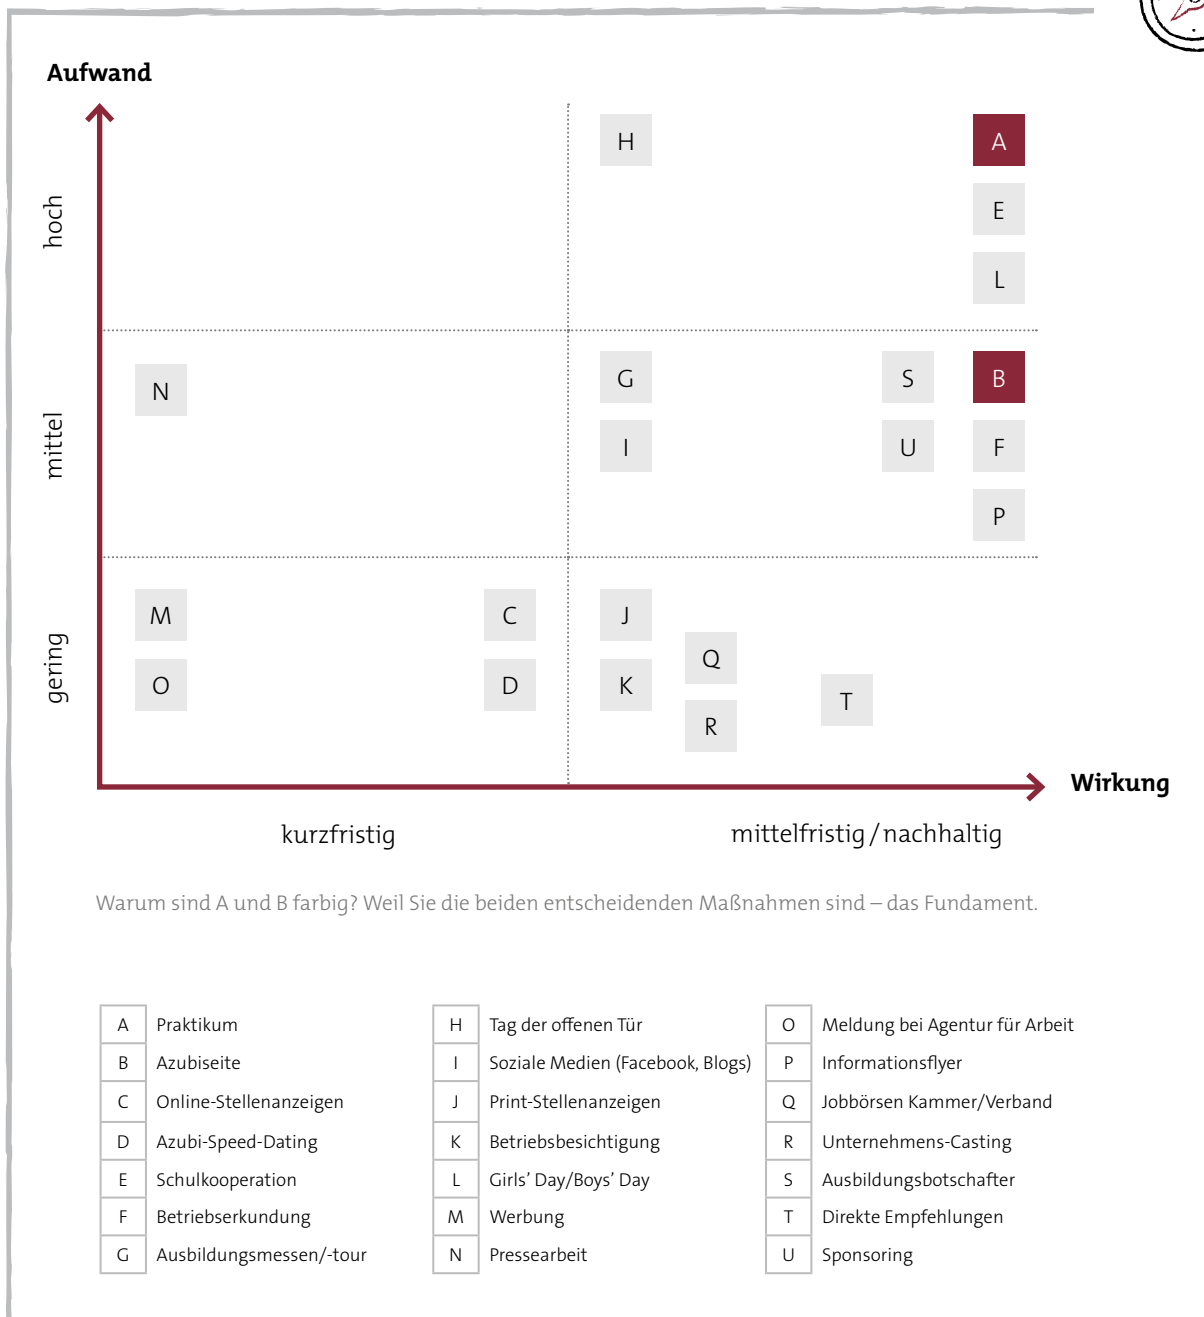 Aufwand
hoch
mittel
gering
H
A
E
L
N
G
S
B
I
U
F
P
M
C
J
Q
O
D
K
T
R
Wirkung
kurzfristig
mittelfristig / nachhaltig
Warum sind A und B farbig? Weil Sie die beiden entscheidenden Maßnahmen sind – das Fundament.
A Praktikum
B Azubiseite
C Online-Stellenanzeigen
D Azubi-Speed-Dating
E Schulkooperation
F Betriebserkundung
G Ausbildungsmessen/-tour
H Tag der offenen Tür
I Soziale Medien (Facebook, Blogs)
J Print-Stellenanzeigen
K Betriebsbesichtigung
L Girls’ Day/Boys’ Day
M Werbung
N Pressearbeit
O Meldung bei Agentur für Arbeit
P Informationsflyer
Q Jobbörsen Kammer/Verband
R Unternehmens-Casting
S Ausbildungsbotschafter
T Direkte Empfehlungen
U Sponsoring